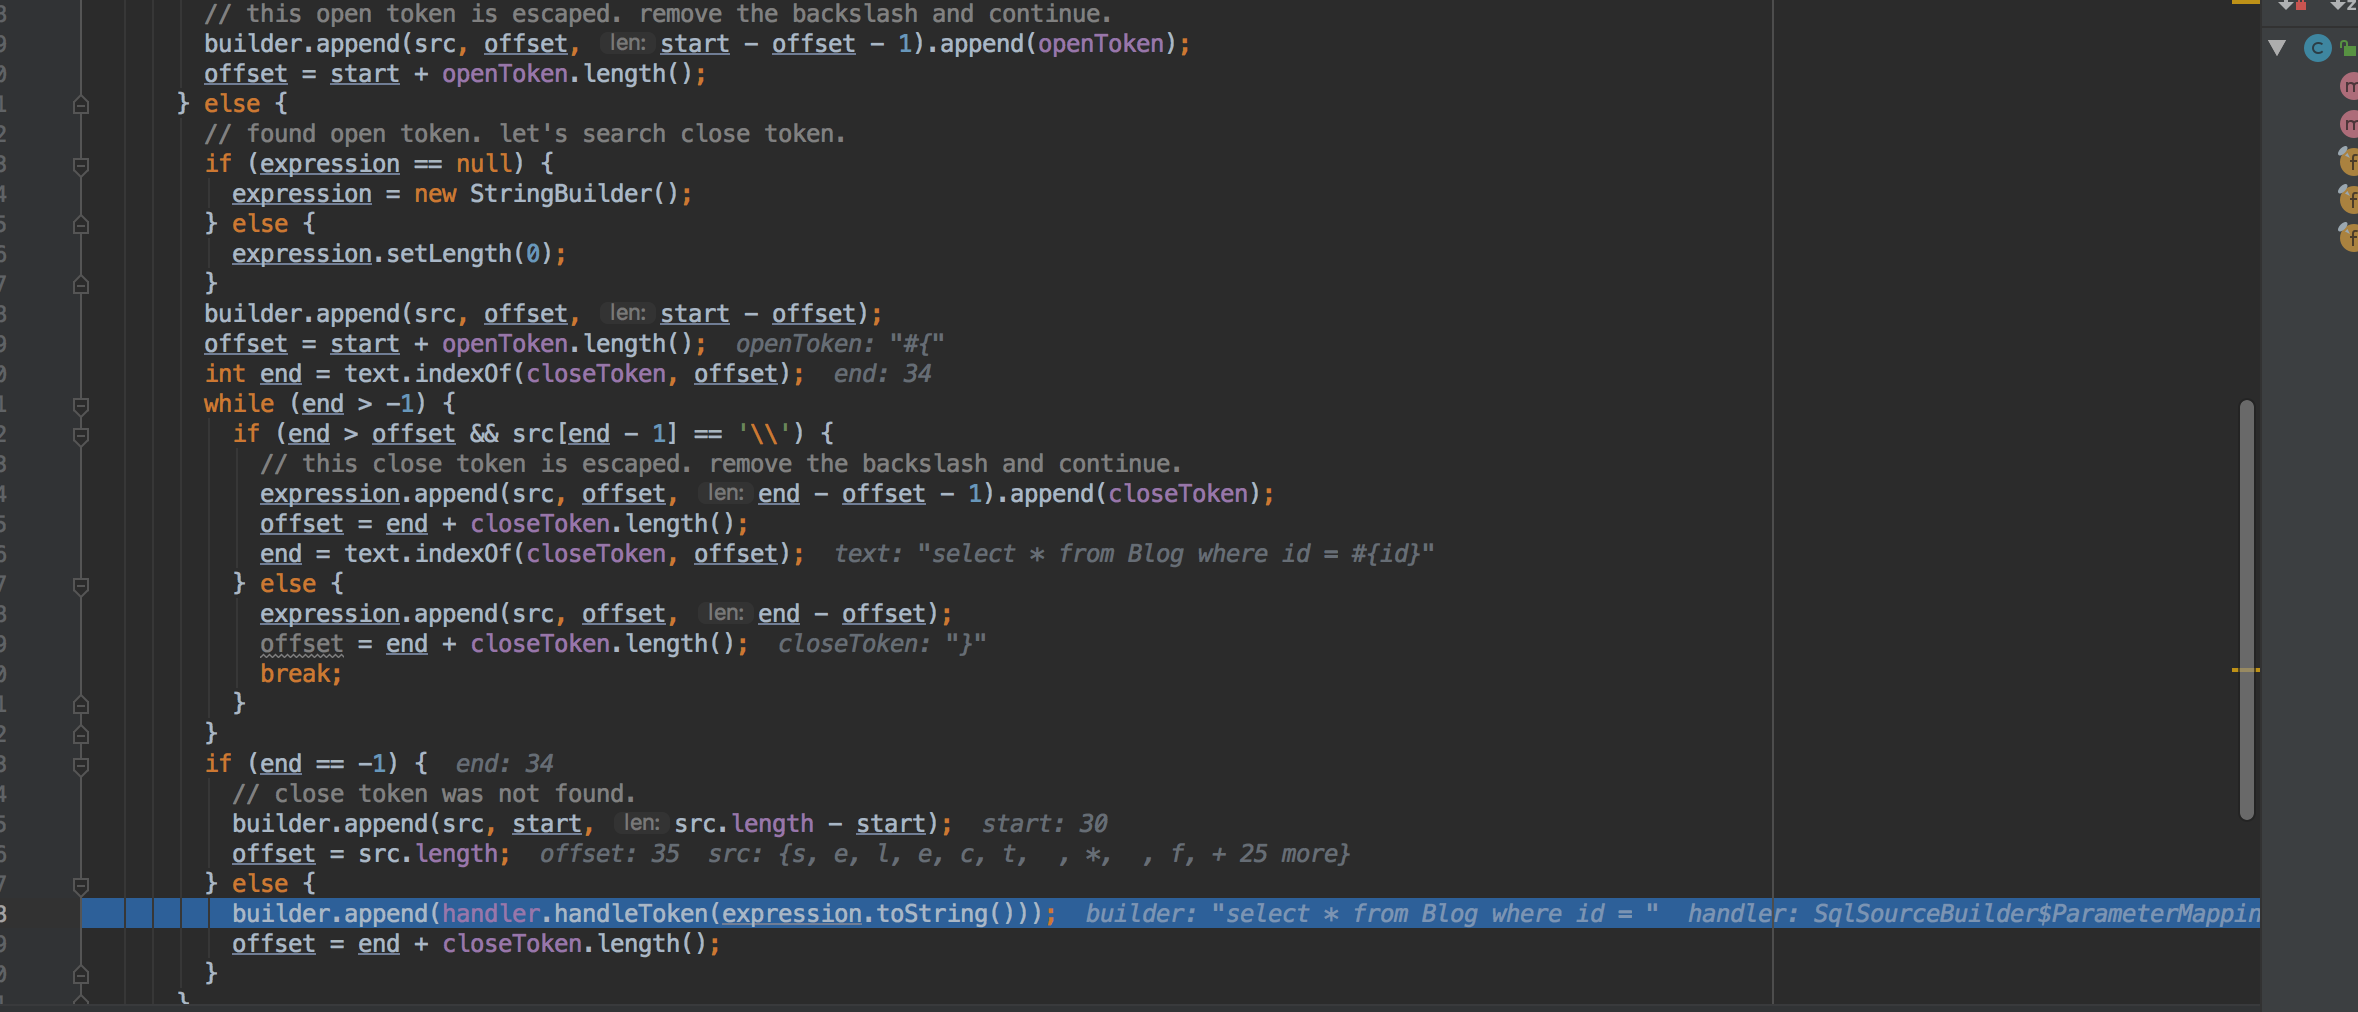 // this open token is escaped. remove the backslash and continue.
builder.append(src, offset, len: start - offset - 1).append(openToken);
offset = start + openToken.length();
} else {
// found open token. let's search close token.
if (expression == null) {
expression = new StringBuilder();
} else {
expression.setLength(0);
}
builder.append(src, offset, len: start - offset);
offset = start + openToken.length(); openToken: "#{"
int end = text.indexOf(closeToken, offset); end: 34
while (end > -1) {
if (end > offset && src[end - 1] == '\\') {
// this close token is escaped. remove the backslash and continue.
expression.append(src, offset, len: end - offset - 1).append(closeToken);
offset = end + closeToken.length();
end = text.indexOf(closeToken, offset); text: "select * from Blog where id = #{id}"
} else {
expression.append(src, offset, len: end - offset);
offset = end + closeToken.length(); closeToken: "}"
break;
}
}
if (end == -1) { end: 34
// close token was not found.
builder.append(src, start, len: src.length - start); start: 30
offset = src.length; offset: 35 src: {s, e, l, e, c, t, , *, , f, + 25 more}
} else {
builder.append(handler.handleToken(expression.toString())); builder: "select * from Blog where id = " handler: SqlSourceBuilder$ParameterMappin
offset = end + closeToken.length();
}
}